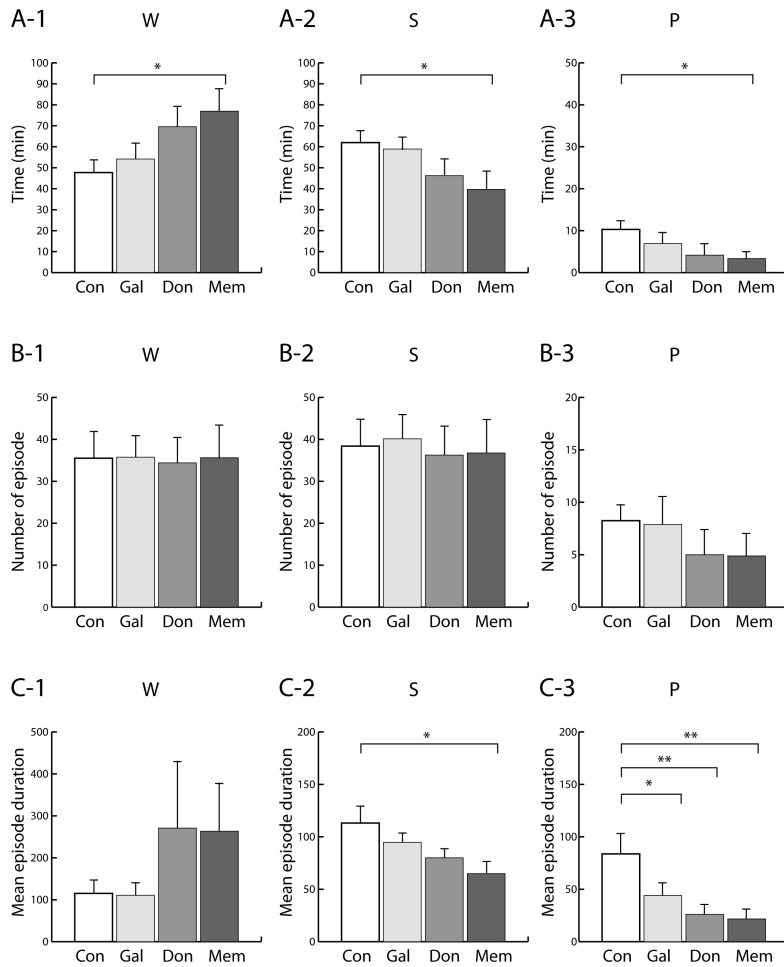 A-1 W A-2 S A-3 P
* * *
Time (min) Time (min) Time (min)
100 90 80 70 60 50 40 30 20 10 0
100 90 80 70 60 50 40 30 20 10 0
50 40 30 20 10 0
Con Gal Don Mem Con Gal Don Mem Con Gal Don Mem
B-1 W B-2 S B-3 P
Number of episode Number of episode Number of episode
50 40 30 20 10 0
50 40 30 20 10 0
20 15 10 5 0
Con Gal Don Mem Con Gal Don Mem Con Gal Don Mem
C-1 W C-2 S C-3 P
* ** ** *
Mean episode duration Mean episode duration Mean episode duration
500 400 300 200 100 0
200 150 100 50 0
200 150 100 50 0
Con Gal Don Mem Con Gal Don Mem Con Gal Don Mem